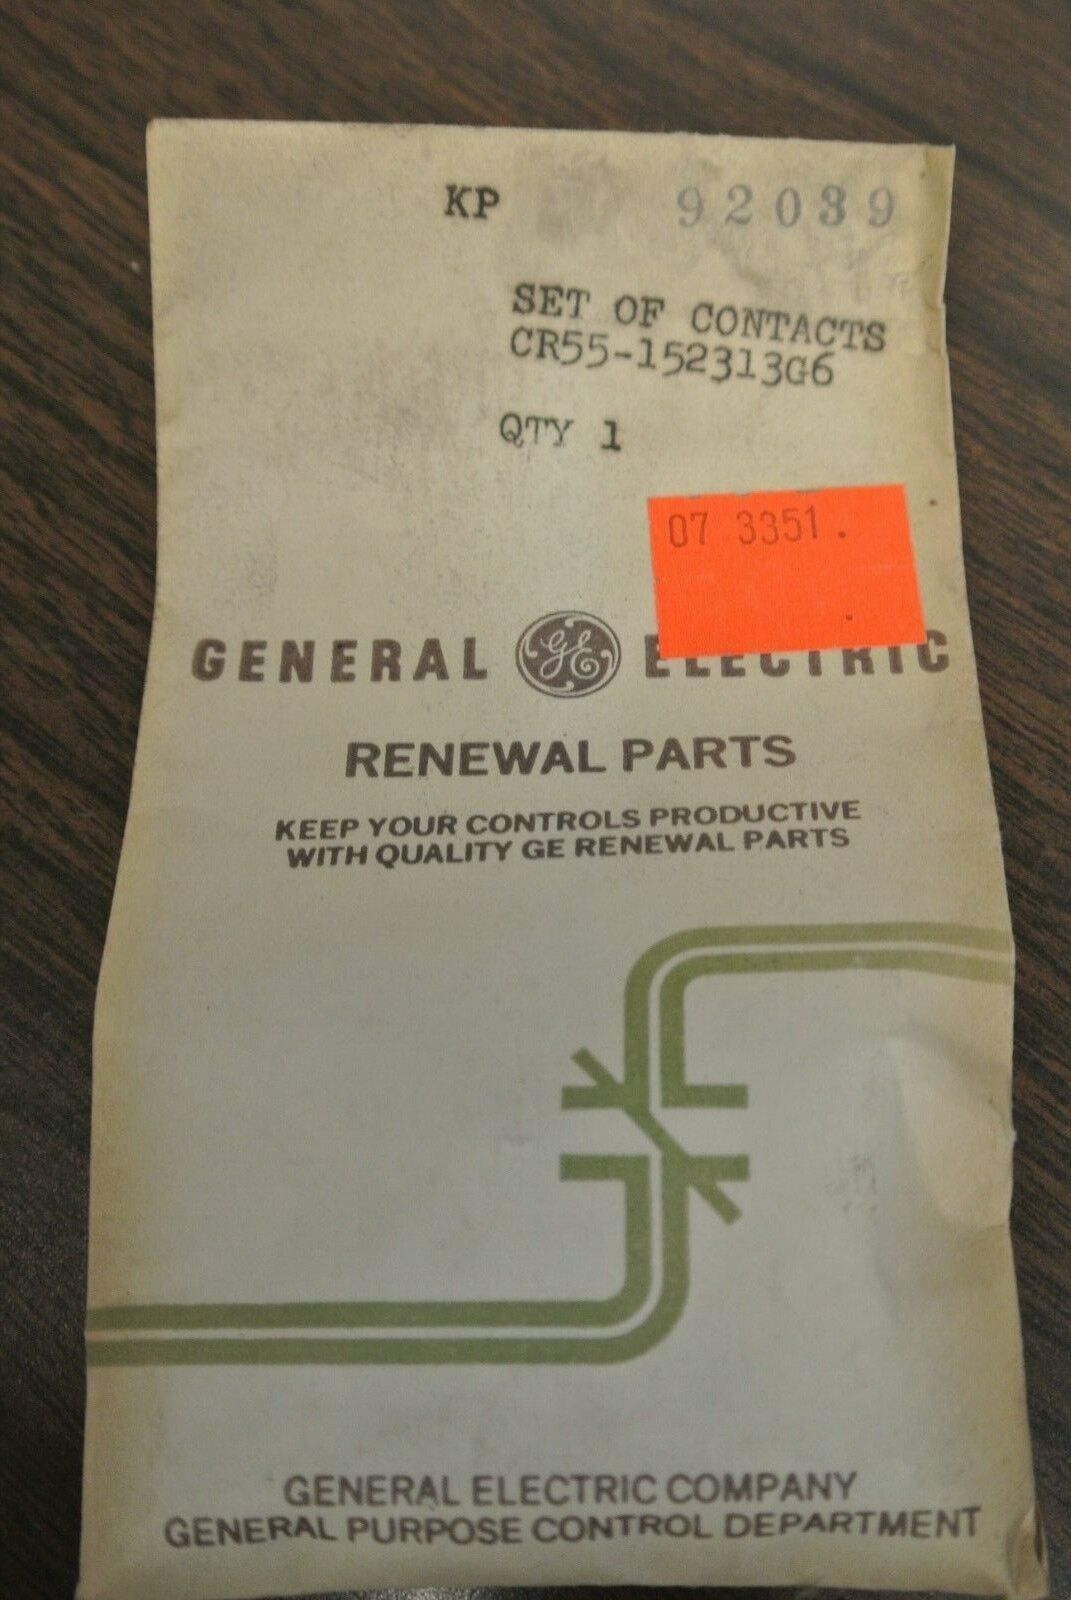 KP 92039
SET OF CONTACTS
CR55-152313G6
QTY 1
07 3351.
GENERAL GE ELECTRIC
RENEWAL PARTS
KEEP YOUR CONTROLS PRODUCTIVE
WITH QUALITY GE RENEWAL PARTS
GENERAL ELECTRIC COMPANY
GENERAL PURPOSE CONTROL DEPARTMENT